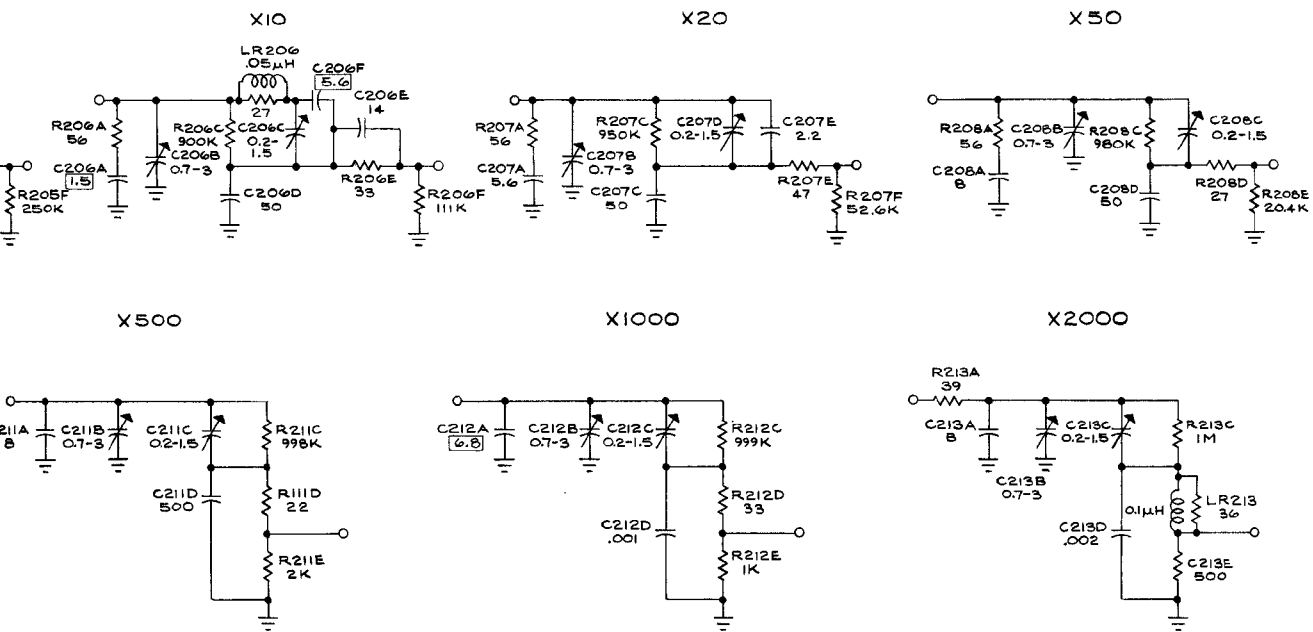 X10
X20
X50
LR206
.05µH
C206F
5.6
C206E
14
27
R206A
56
R206C
900K
C206C
0.2-
1.5
C206A
1.5
C206B
0.7-3
R206E
33
R205F
250K
C206D
50
R206F
111K
R207A
56
R207C
950K
C207D
0.2-1.5
C207E
2.2
C207A
5.6
C207B
0.7-3
C207C
50
R207E
47
R207F
52.6K
R208A
56
C208B
0.7-3
R208C
980K
C208C
0.2-1.5
C208A
8
C208D
50
R208D
27
R208E
20.4K
X500
X1000
X2000
211A
8
C211B
0.7-3
C211C
0.2-1.5
R211C
998K
C211D
500
R111D
22
R211E
2K
C212A
6.8
C212B
0.7-3
C212C
0.2-1.5
R212C
999K
R212D
33
C212D
.001
R212E
1K
R213A
39
C213A
8
C213B
0.7-3
C213C
0.2-1.5
R213C
1M
0.1µH
LR213
36
C213D
.002
C213E
500